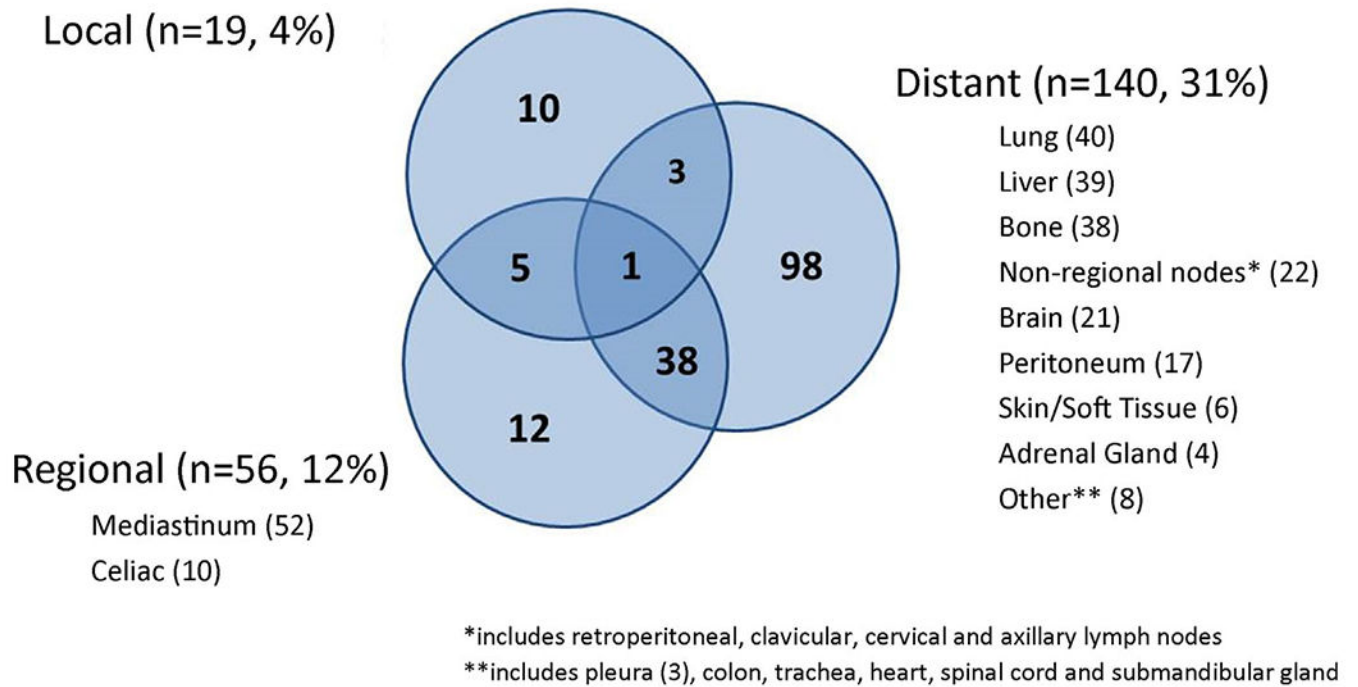 Local (n=19, 4%)
10
3
5
1
98
38
12
Distant (n=140, 31%)
Lung (40)
Liver (39)
Bone (38)
Non-regional nodes* (22)
Brain (21)
Peritoneum (17)
Skin/Soft Tissue (6)
Adrenal Gland (4)
Other** (8)
Regional (n=56, 12%)
Mediastinum (52)
Celiac (10)
*includes retroperitoneal, clavicular, cervical and axillary lymph nodes
**includes pleura (3), colon, trachea, heart, spinal cord and submandibular gland